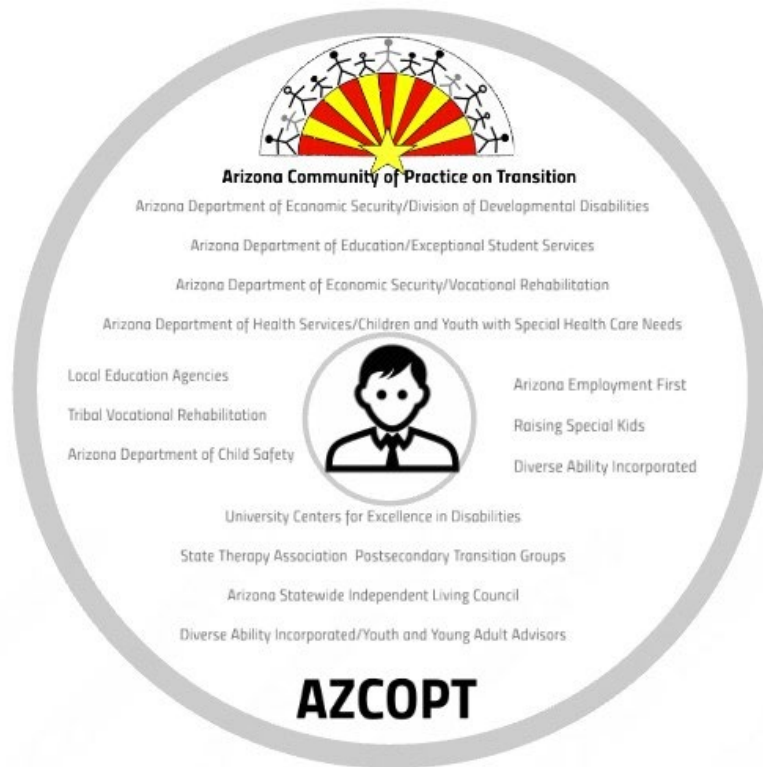 Arizona Community of Practice on Transition
Arizona Department of Economic Security/Division of Developmental Disabilities
Arizona Department of Education/Exceptional Student Services
Arizona Department of Economic Security/Vocational Rehabilitation
Arizona Department of Health Services/Children and Youth with Special Health Care Needs
Local Education Agencies
Tribal Vocational Rehabilitation
Arizona Department of Child Safety
Arizona Employment First
Raising Special Kids
Diverse Ability Incorporated
University Centers for Excellence in Disabilities
State Therapy Association Postsecondary Transition Groups
Arizona Statewide Independent Living Council
Diverse Ability Incorporated/Youth and Young Adult Advisors
AZCOPT